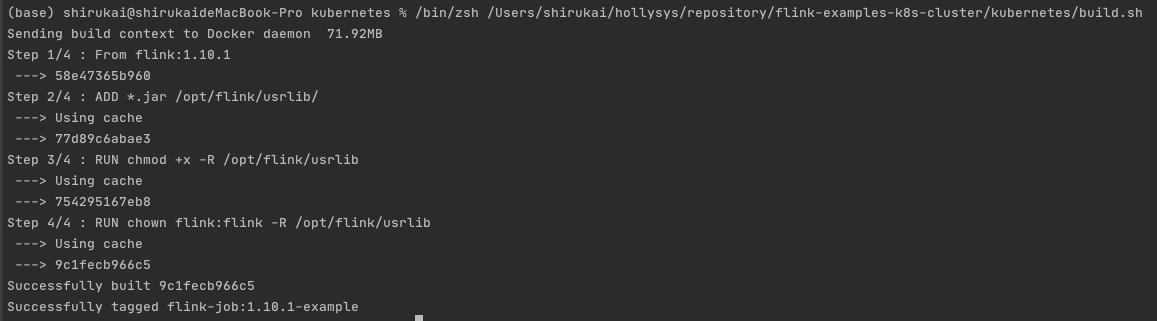 (base) shirukai@shirukaideMacBook-Pro kubernetes % /bin/zsh /Users/shirukai/hollysys/repository/flink-examples-k8s-cluster/kubernetes/build.sh
Sending build context to Docker daemon  71.92MB
Step 1/4 : From flink:1.10.1
 ---> 58e47365b960
Step 2/4 : ADD *.jar /opt/flink/usrlib/
 ---> Using cache
 ---> 77d89c6abae3
Step 3/4 : RUN chmod +x -R /opt/flink/usrlib
 ---> Using cache
 ---> 754295167eb8
Step 4/4 : RUN chown flink:flink -R /opt/flink/usrlib
 ---> Using cache
 ---> 9c1fecb966c5
Successfully built 9c1fecb966c5
Successfully tagged flink-job:1.10.1-example